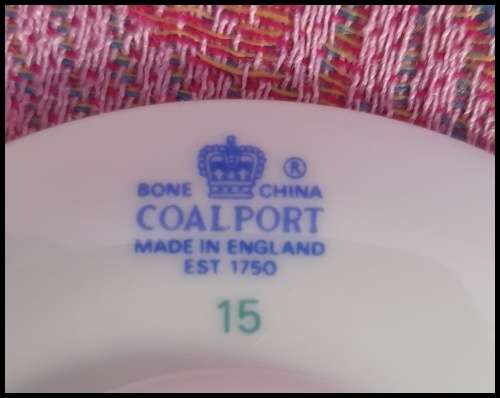 ®
BONE CHINA
COALPORT
MADE IN ENGLAND
EST. 1750
15